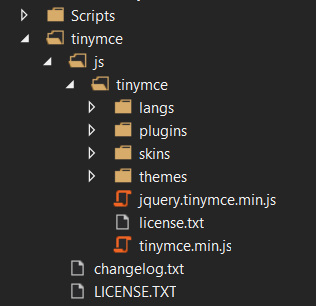 Scripts
tinymce
js
tinymce
langs
plugins
skins
themes
jquery.tinymce.min.js
license.txt
tinymce.min.js
changelog.txt
LICENSE.TXT